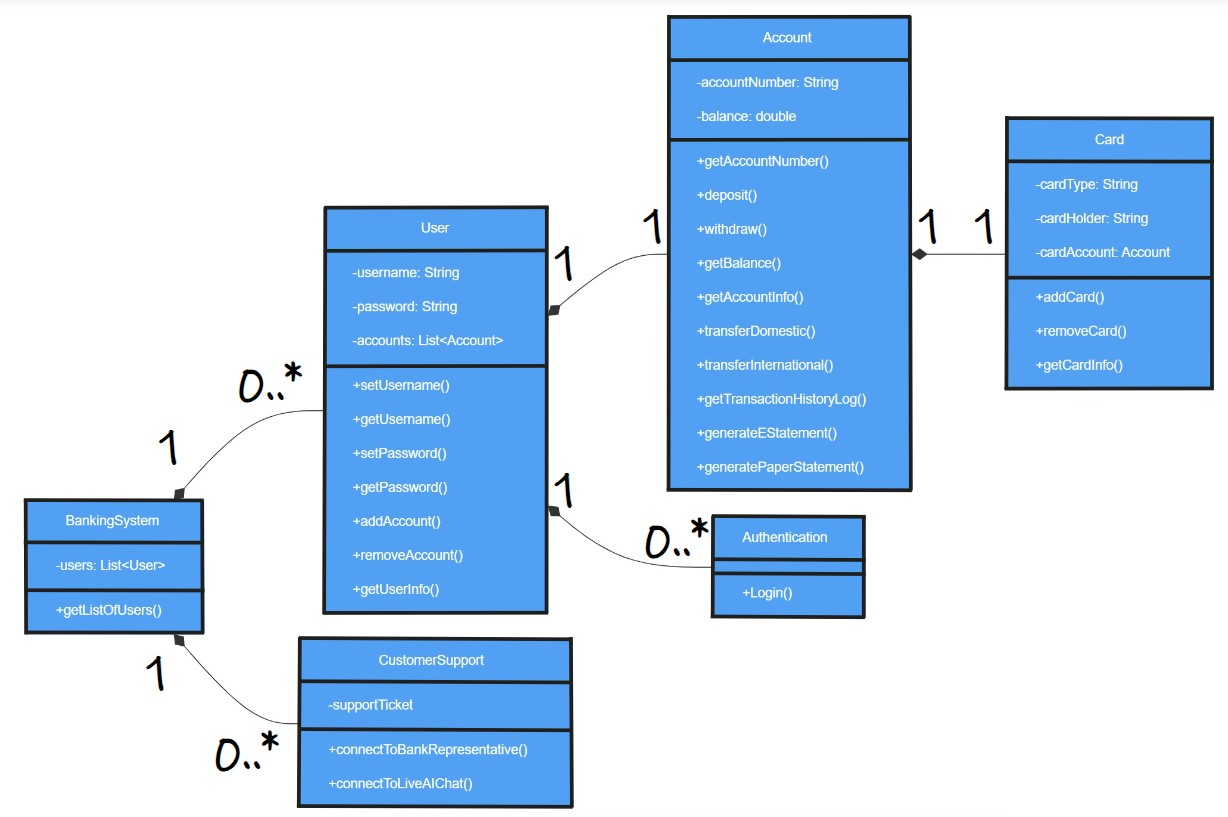 Account
-accountNumber: String
-balance: double
+getAccountNumber()
+deposit()
+withdraw()
+getBalance()
+getAccountInfo()
+transferDomestic()
+transferInternational()
+getTransactionHistoryLog()
+generateEStatement()
+generatePaperStatement()
1
1
Card
-cardType: String
-cardHolder: String
-cardAccount: Account
+addCard()
+removeCard()
+getCardInfo()
User
-username: String
-password: String
-accounts: List<Account>
+setUsername()
+getUsername()
+setPassword()
+getPassword()
+addAccount()
+removeAccount()
+getUserInfo()
1
1
1
0..*
Authentication
+Login()
0..*
1
BankingSystem
-users: List<User>
+getListOfUsers()
1
0..*
CustomerSupport
-supportTicket
+connectToBankRepresentative()
+connectToLiveAIChat()